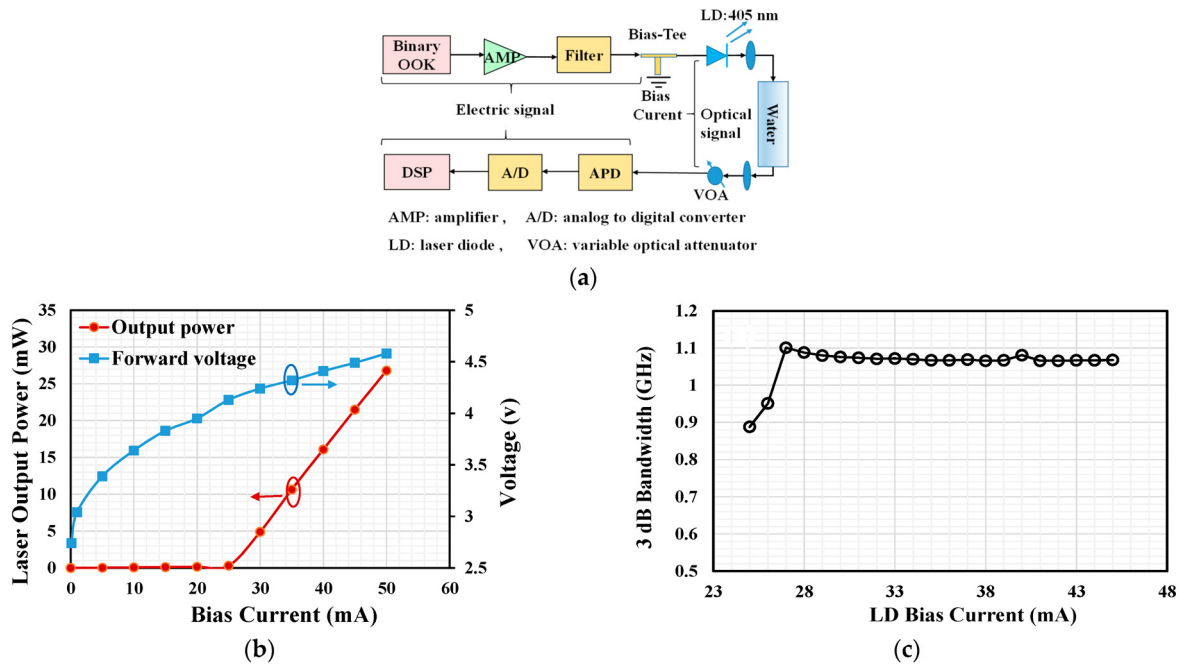 LD:405 nm
Bias-Tee
Binary
OOK
AMP
Filter
Bias
Curent
Electric signal
Optical
signal
Water
DSP
A/D
APD
VOA
AMP: amplifier , A/D: analog to digital converter
LD: laser diode , VOA: variable optical attenuator
(a)
Laser Output Power (mW)
35
30
25
20
15
10
5
0
Output power
Forward voltage
5
4.5
4
3.5
3
2.5
Voltage (v)
0 10 20 30 40 50 60
Bias Current (mA)
(b)
3 dB Bandwidth (GHz)
1.2
1.1
1
0.9
0.8
0.7
0.6
0.5
23 28 33 38 43 48
LD Bias Current (mA)
(c)